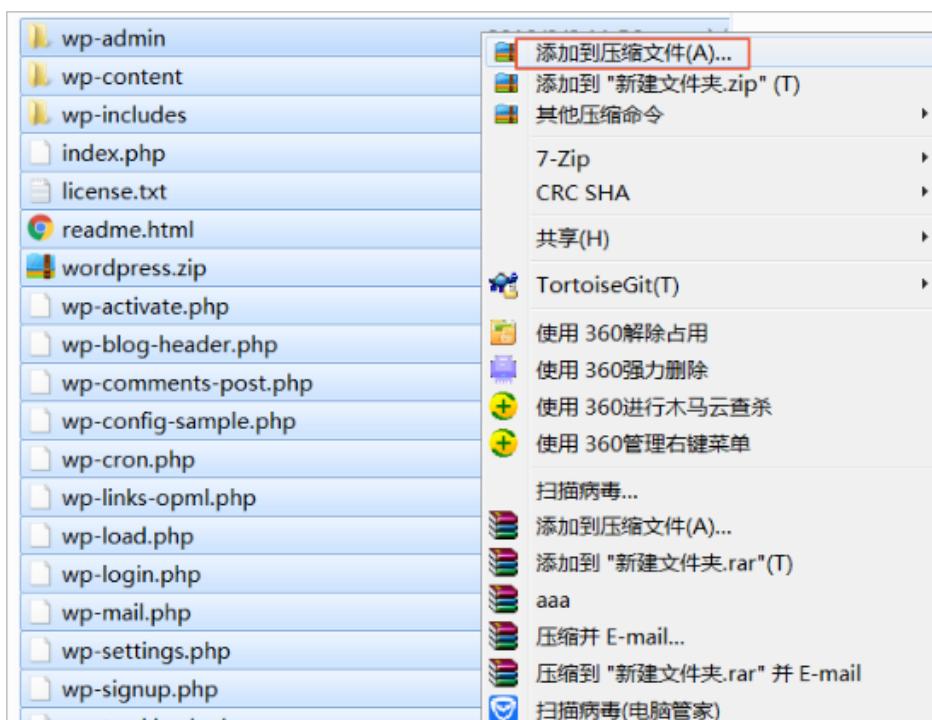 wp-admin
wp-content
wp-includes
index.php
license.txt
readme.html
wordpress.zip
wp-activate.php
wp-blog-header.php
wp-comments-post.php
wp-config-sample.php
wp-cron.php
wp-links-opml.php
wp-load.php
wp-login.php
wp-mail.php
wp-settings.php
wp-signup.php
添加到压缩文件(A)...
添加到 "新建文件夹.zip" (T)
其他压缩命令
7-Zip
CRC SHA
共享(H)
TortoiseGit(T)
使用 360解除占用
使用 360强力删除
使用 360进行木马云查杀
使用 360管理右键菜单
扫描病毒...
添加到压缩文件(A)...
添加到 "新建文件夹.rar"(T)
aaa
压缩并 E-mail...
压缩到 "新建文件夹.rar" 并 E-mail
扫描病毒(电脑管家)